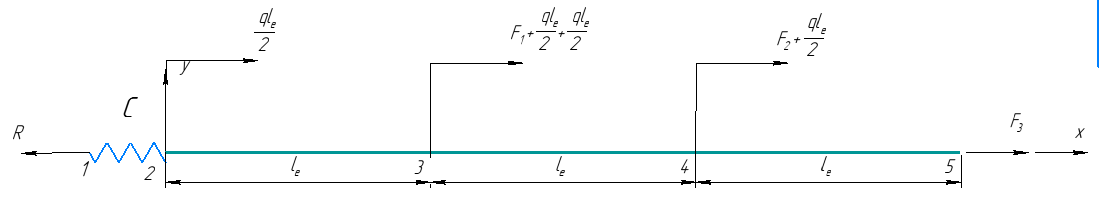 ql_e/2
F_1+ql_e/2+ql_e/2
F_2+ql_e/2
y
C
R
F_3
x
1
2
l_e
3
l_e
4
l_e
5